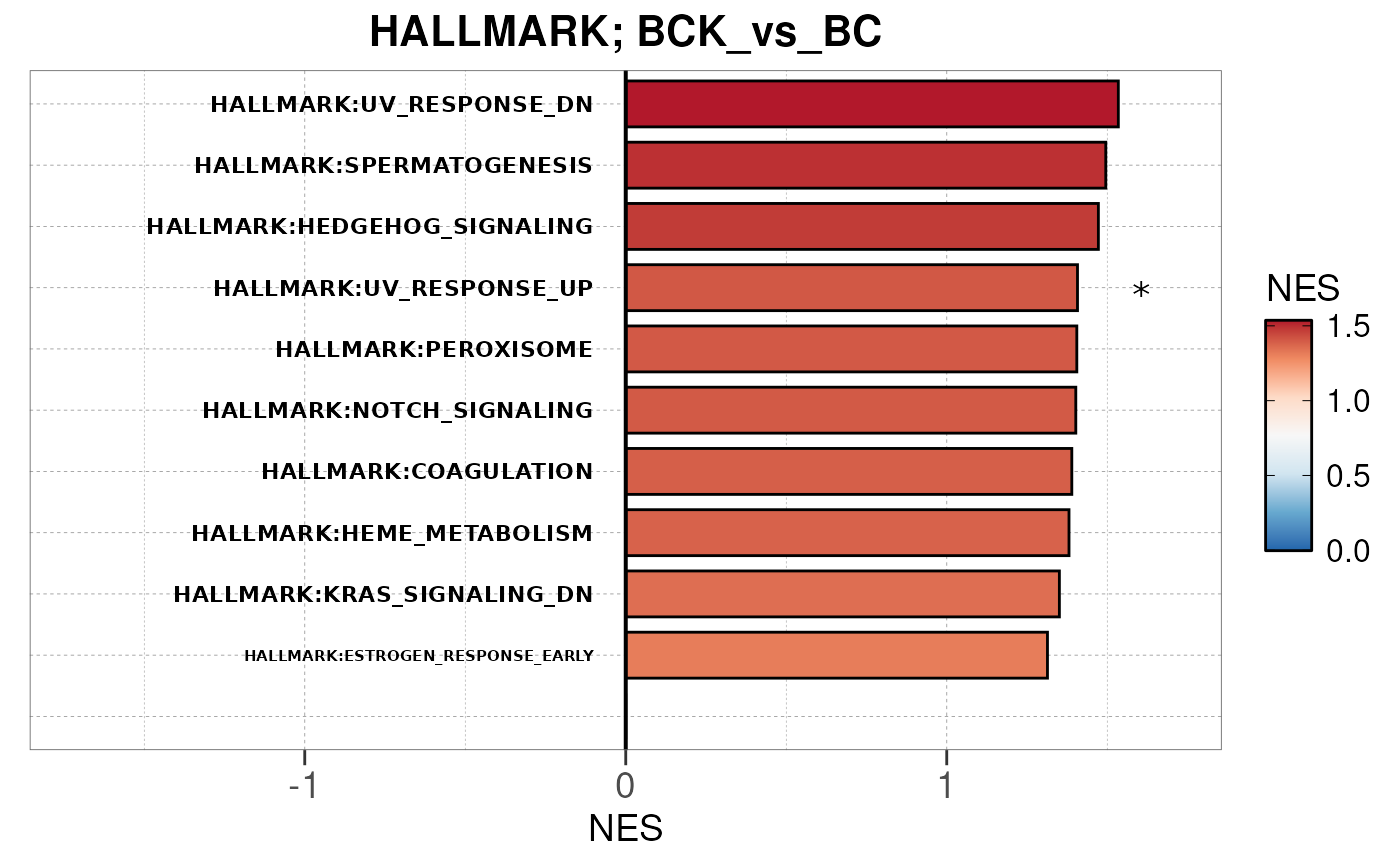 HALLMARK; BCK_vs_BC
HALLMARK:UV_RESPONSE_DN
HALLMARK:SPERMATOGENESIS
HALLMARK:HEDGEHOG_SIGNALING
HALLMARK:UV_RESPONSE_UP *
HALLMARK:PEROXISOME
HALLMARK:NOTCH_SIGNALING
HALLMARK:COAGULATION
HALLMARK:HEME_METABOLISM
HALLMARK:KRAS_SIGNALING_DN
HALLMARK:ESTROGEN_RESPONSE_EARLY
-1 0 1
NES
NES
1.5
1.0
0.5
0.0